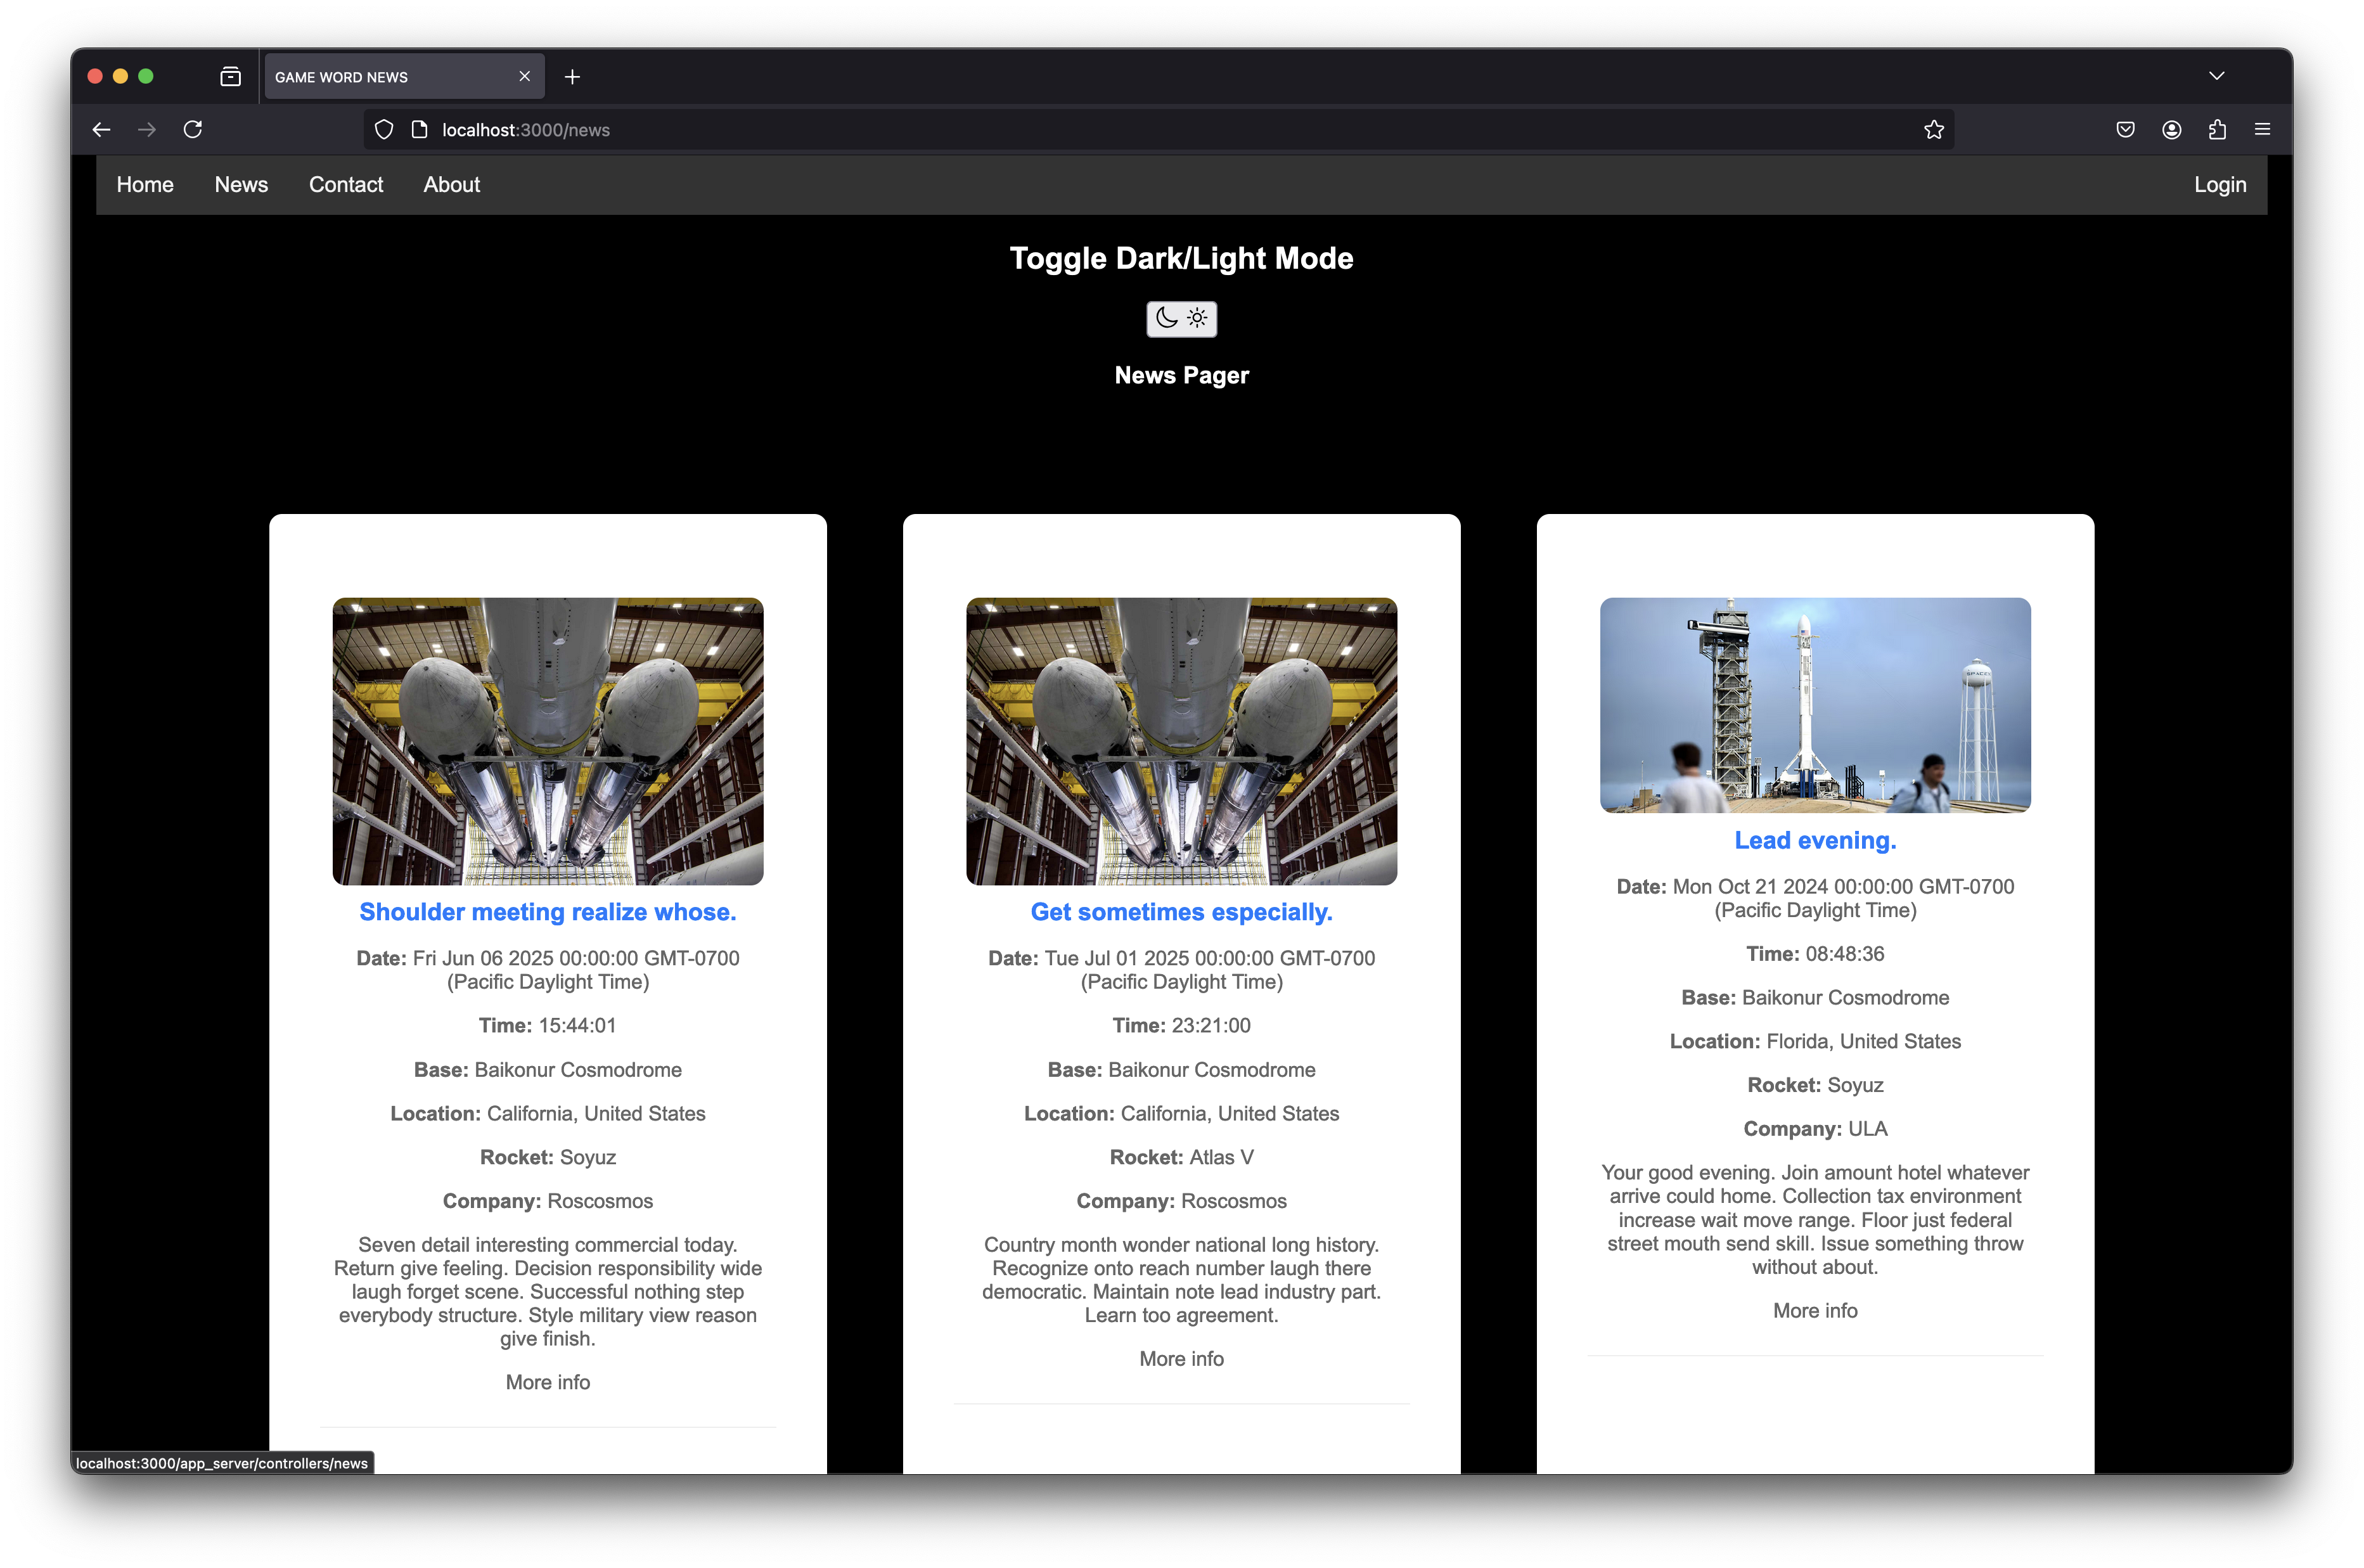 GAME WORD NEWS
localhost:3000/news
Home News Contact About Login
Toggle Dark/Light Mode
News Pager
Shoulder meeting realize whose.
Date: Fri Jun 06 2025 00:00:00 GMT-0700
(Pacific Daylight Time)
Time: 15:44:01
Base: Baikonur Cosmodrome
Location: California, United States
Rocket: Soyuz
Company: Roscosmos
Seven detail interesting commercial today.
Return give feeling. Decision responsibility wide
laugh forget scene. Successful nothing step
everybody structure. Style military view reason
give finish.
More info
Get sometimes especially.
Date: Tue Jul 01 2025 00:00:00 GMT-0700
(Pacific Daylight Time)
Time: 23:21:00
Base: Baikonur Cosmodrome
Location: California, United States
Rocket: Atlas V
Company: Roscosmos
Country month wonder national long history.
Recognize onto reach number laugh there
democratic. Maintain note lead industry part.
Learn too agreement.
More info
Lead evening.
Date: Mon Oct 21 2024 00:00:00 GMT-0700
(Pacific Daylight Time)
Time: 08:48:36
Base: Baikonur Cosmodrome
Location: Florida, United States
Rocket: Soyuz
Company: ULA
Your good evening. Join amount hotel whatever
arrive could home. Collection tax environment
increase wait move range. Floor just federal
street mouth send skill. Issue something throw
without about.
More info
localhost:3000/app_server/controllers/news